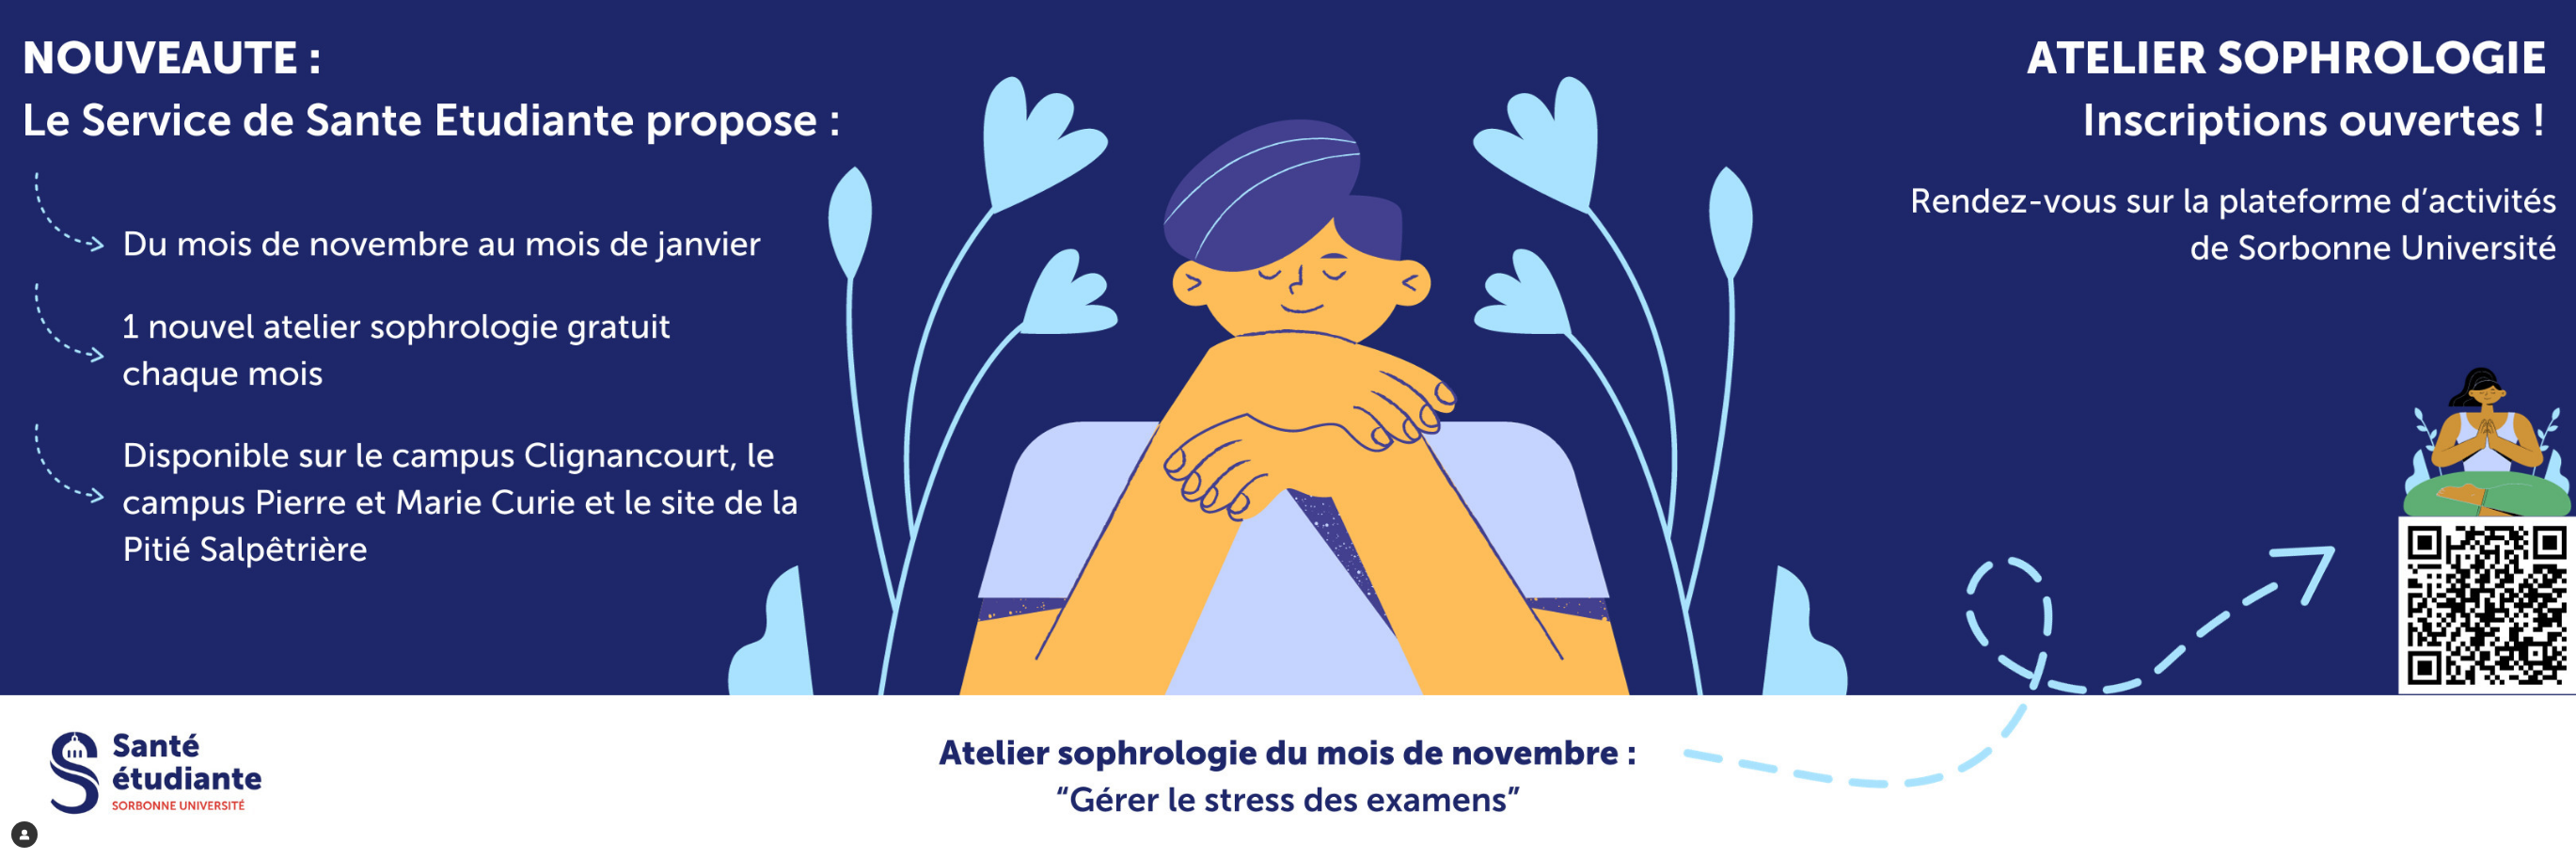 NOUVEAUTE :
Le Service de Sante Etudiante propose :
Du mois de novembre au mois de janvier
1 nouvel atelier sophrologie gratuit
chaque mois
Disponible sur le campus Clignancourt, le
campus Pierre et Marie Curie et le site de la
Pitié Salpêtrière
ATELIER SOPHROLOGIE
Inscriptions ouvertes !
Rendez-vous sur la plateforme d’activités
de Sorbonne Université
Santé
étudiante
SORBONNE UNIVERSITÉ
Atelier sophrologie du mois de novembre :
“Gérer le stress des examens”